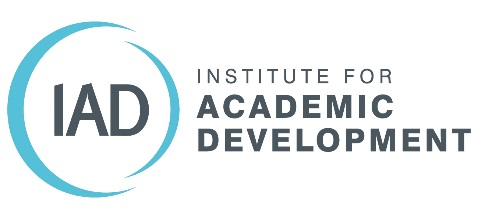 IAD
INSTITUTE FOR
ACADEMIC
DEVELOPMENT